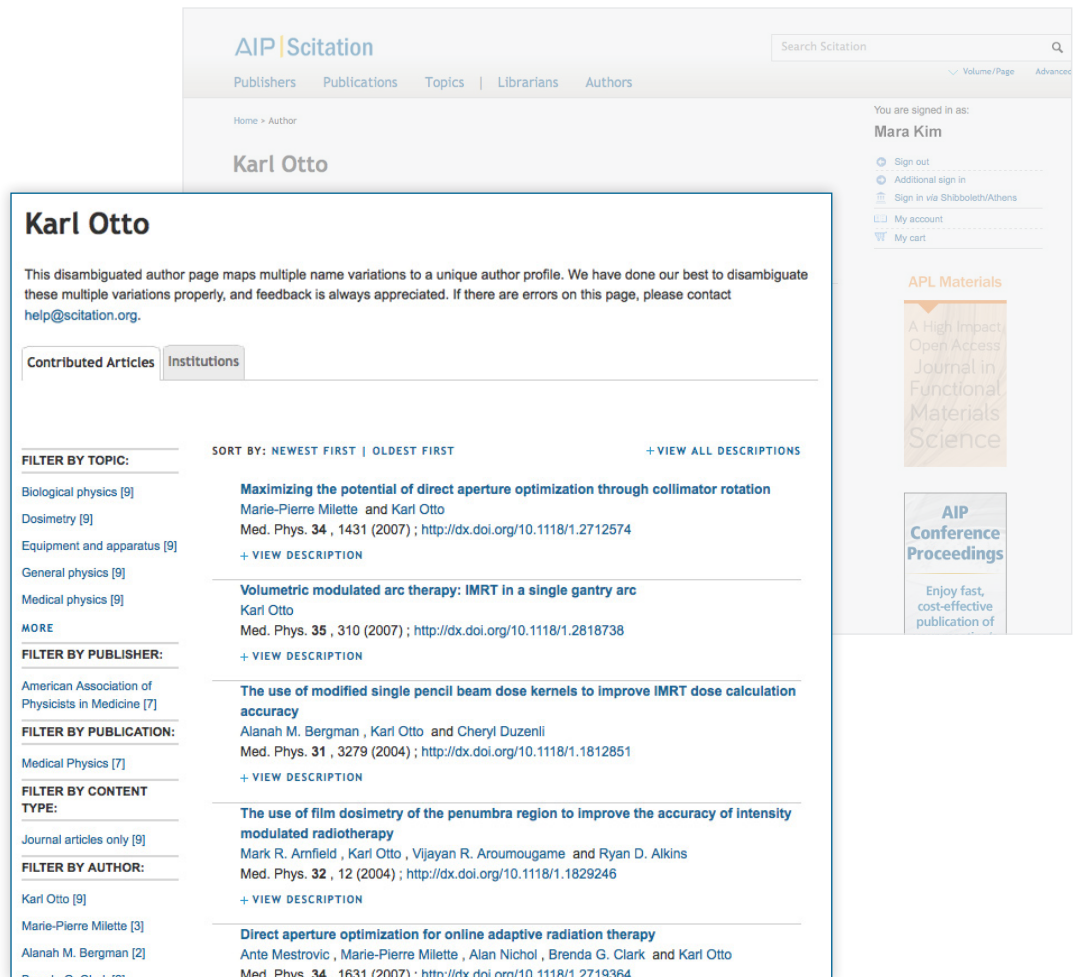 AIP|Scitation
Search Scitation
Publishers Publications Topics | Librarians Authors
Volume/Page Advanced
Home > Author
Karl Otto
You are signed in as:
Mara Kim
Sign out
Additional sign in
Sign in via Shibboleth/Athens
My account
My cart
APL Materials
A High Impact,
Open Access
Journal in
Functional
Materials
Science
AIP
Conference
Proceedings
Enjoy fast,
cost-effective
publication of
Karl Otto
This disambiguated author page maps multiple name variations to a unique author profile. We have done our best to disambiguate
these multiple variations properly, and feedback is always appreciated. If there are errors on this page, please contact
help@scitation.org.
Contributed Articles Institutions
FILTER BY TOPIC:
Biological physics [9]
Dosimetry [9]
Equipment and apparatus [9]
General physics [9]
Medical physics [9]
MORE
FILTER BY PUBLISHER:
American Association of
Physicists in Medicine [7]
FILTER BY PUBLICATION:
Medical Physics [7]
FILTER BY CONTENT
TYPE:
Journal articles only [9]
FILTER BY AUTHOR:
Karl Otto [9]
Marie-Pierre Milette [3]
Alanah M. Bergman [2]
SORT BY: NEWEST FIRST | OLDEST FIRST +VIEW ALL DESCRIPTIONS
Maximizing the potential of direct aperture optimization through collimator rotation
Marie-Pierre Milette and Karl Otto
Med. Phys. 34 , 1431 (2007) ; http://dx.doi.org/10.1118/1.2712574
+ VIEW DESCRIPTION
Volumetric modulated arc therapy: IMRT in a single gantry arc
Karl Otto
Med. Phys. 35 , 310 (2007) ; http://dx.doi.org/10.1118/1.2818738
+ VIEW DESCRIPTION
The use of modified single pencil beam dose kernels to improve IMRT dose calculation
accuracy
Alanah M. Bergman , Karl Otto and Cheryl Duzenli
Med. Phys. 31 , 3279 (2004) ; http://dx.doi.org/10.1118/1.1812851
+ VIEW DESCRIPTION
The use of film dosimetry of the penumbra region to improve the accuracy of intensity
modulated radiotherapy
Mark R. Arnfield , Karl Otto , Vijayan R. Aroumougame and Ryan D. Alkins
Med. Phys. 32 , 12 (2004) ; http://dx.doi.org/10.1118/1.1829246
+ VIEW DESCRIPTION
Direct aperture optimization for online adaptive radiation therapy
Ante Mestrovic , Marie-Pierre Milette , Alan Nichol , Brenda G. Clark and Karl Otto
Med. Phys. 34 , 1631 (2007) ; http://dx.doi.org/10.1118/1.2719364